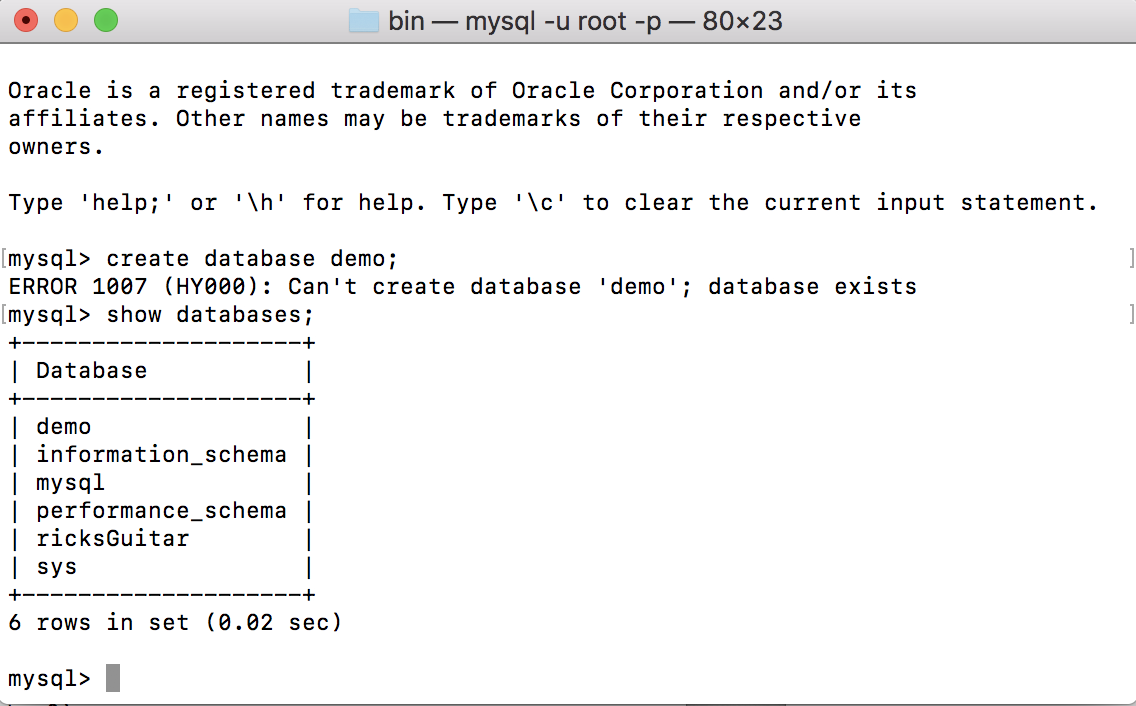 bin — mysql -u root -p — 80×23
Oracle is a registered trademark of Oracle Corporation and/or its
affiliates. Other names may be trademarks of their respective
owners.
Type 'help;' or '\h' for help. Type '\c' to clear the current input statement.
[mysql> create database demo; ]
ERROR 1007 (HY000): Can't create database 'demo'; database exists
[mysql> show databases; ]
+--------------------+
| Database           |
+--------------------+
| demo               |
| information_schema |
| mysql              |
| performance_schema |
| ricksGuitar        |
| sys                |
+--------------------+
6 rows in set (0.02 sec)
mysql>